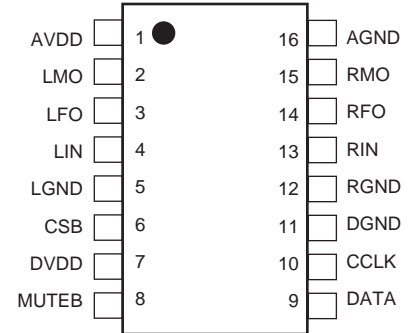 AVDD 1 16 AGND
LMO 2 15 RMO
LFO 3 14 RFO
LIN 4 13 RIN
LGND 5 12 RGND
CSB 6 11 DGND
DVDD 7 10 CCLK
MUTEB 8 9 DATA